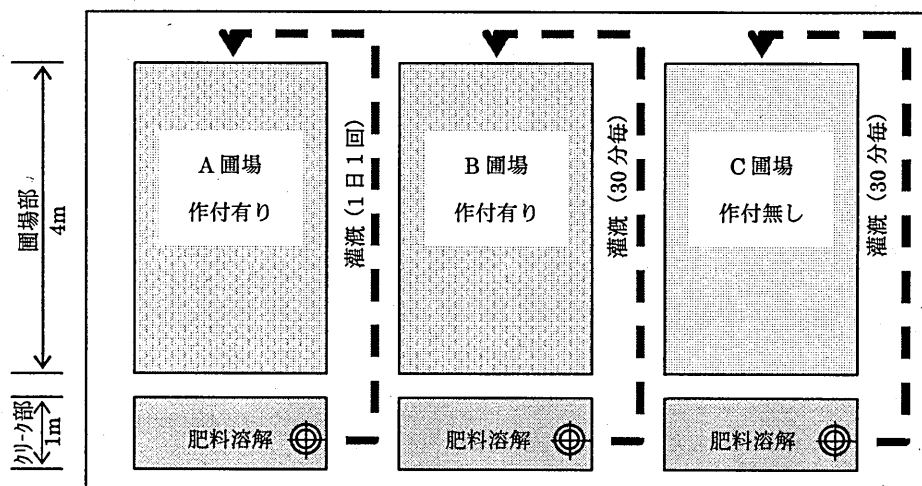 A 圃場
作付有り
灌漑 (1日1回)
B 圃場
作付有り
灌漑 (30分毎)
C 圃場
作付無し
灌漑 (30分毎)
圃場部
4m
クリーク部
1m
肥料溶解
肥料溶解
肥料溶解